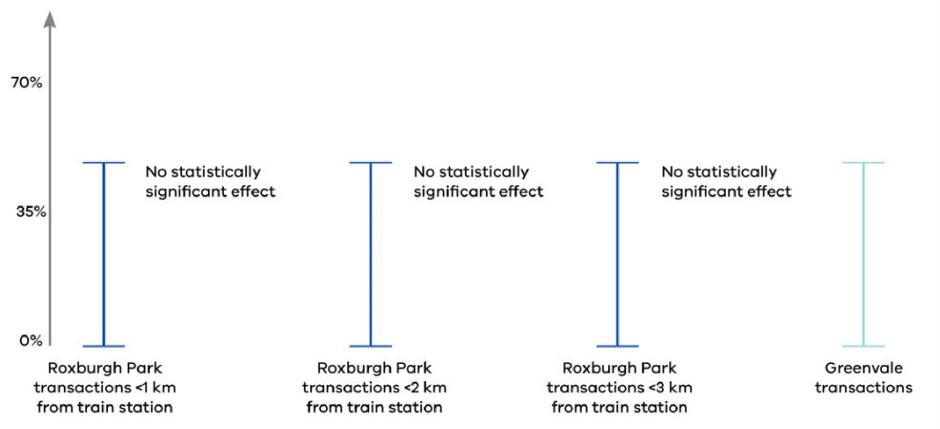 70%
No statistically
significant effect
No statistically
significant effect
No statistically
significant effect
35%
0%
Roxburgh Park
transactions <1 km
from train station
Roxburgh Park
transactions <2 km
from train station
Roxburgh Park
transactions <3 km
from train station
Greenvale
transactions